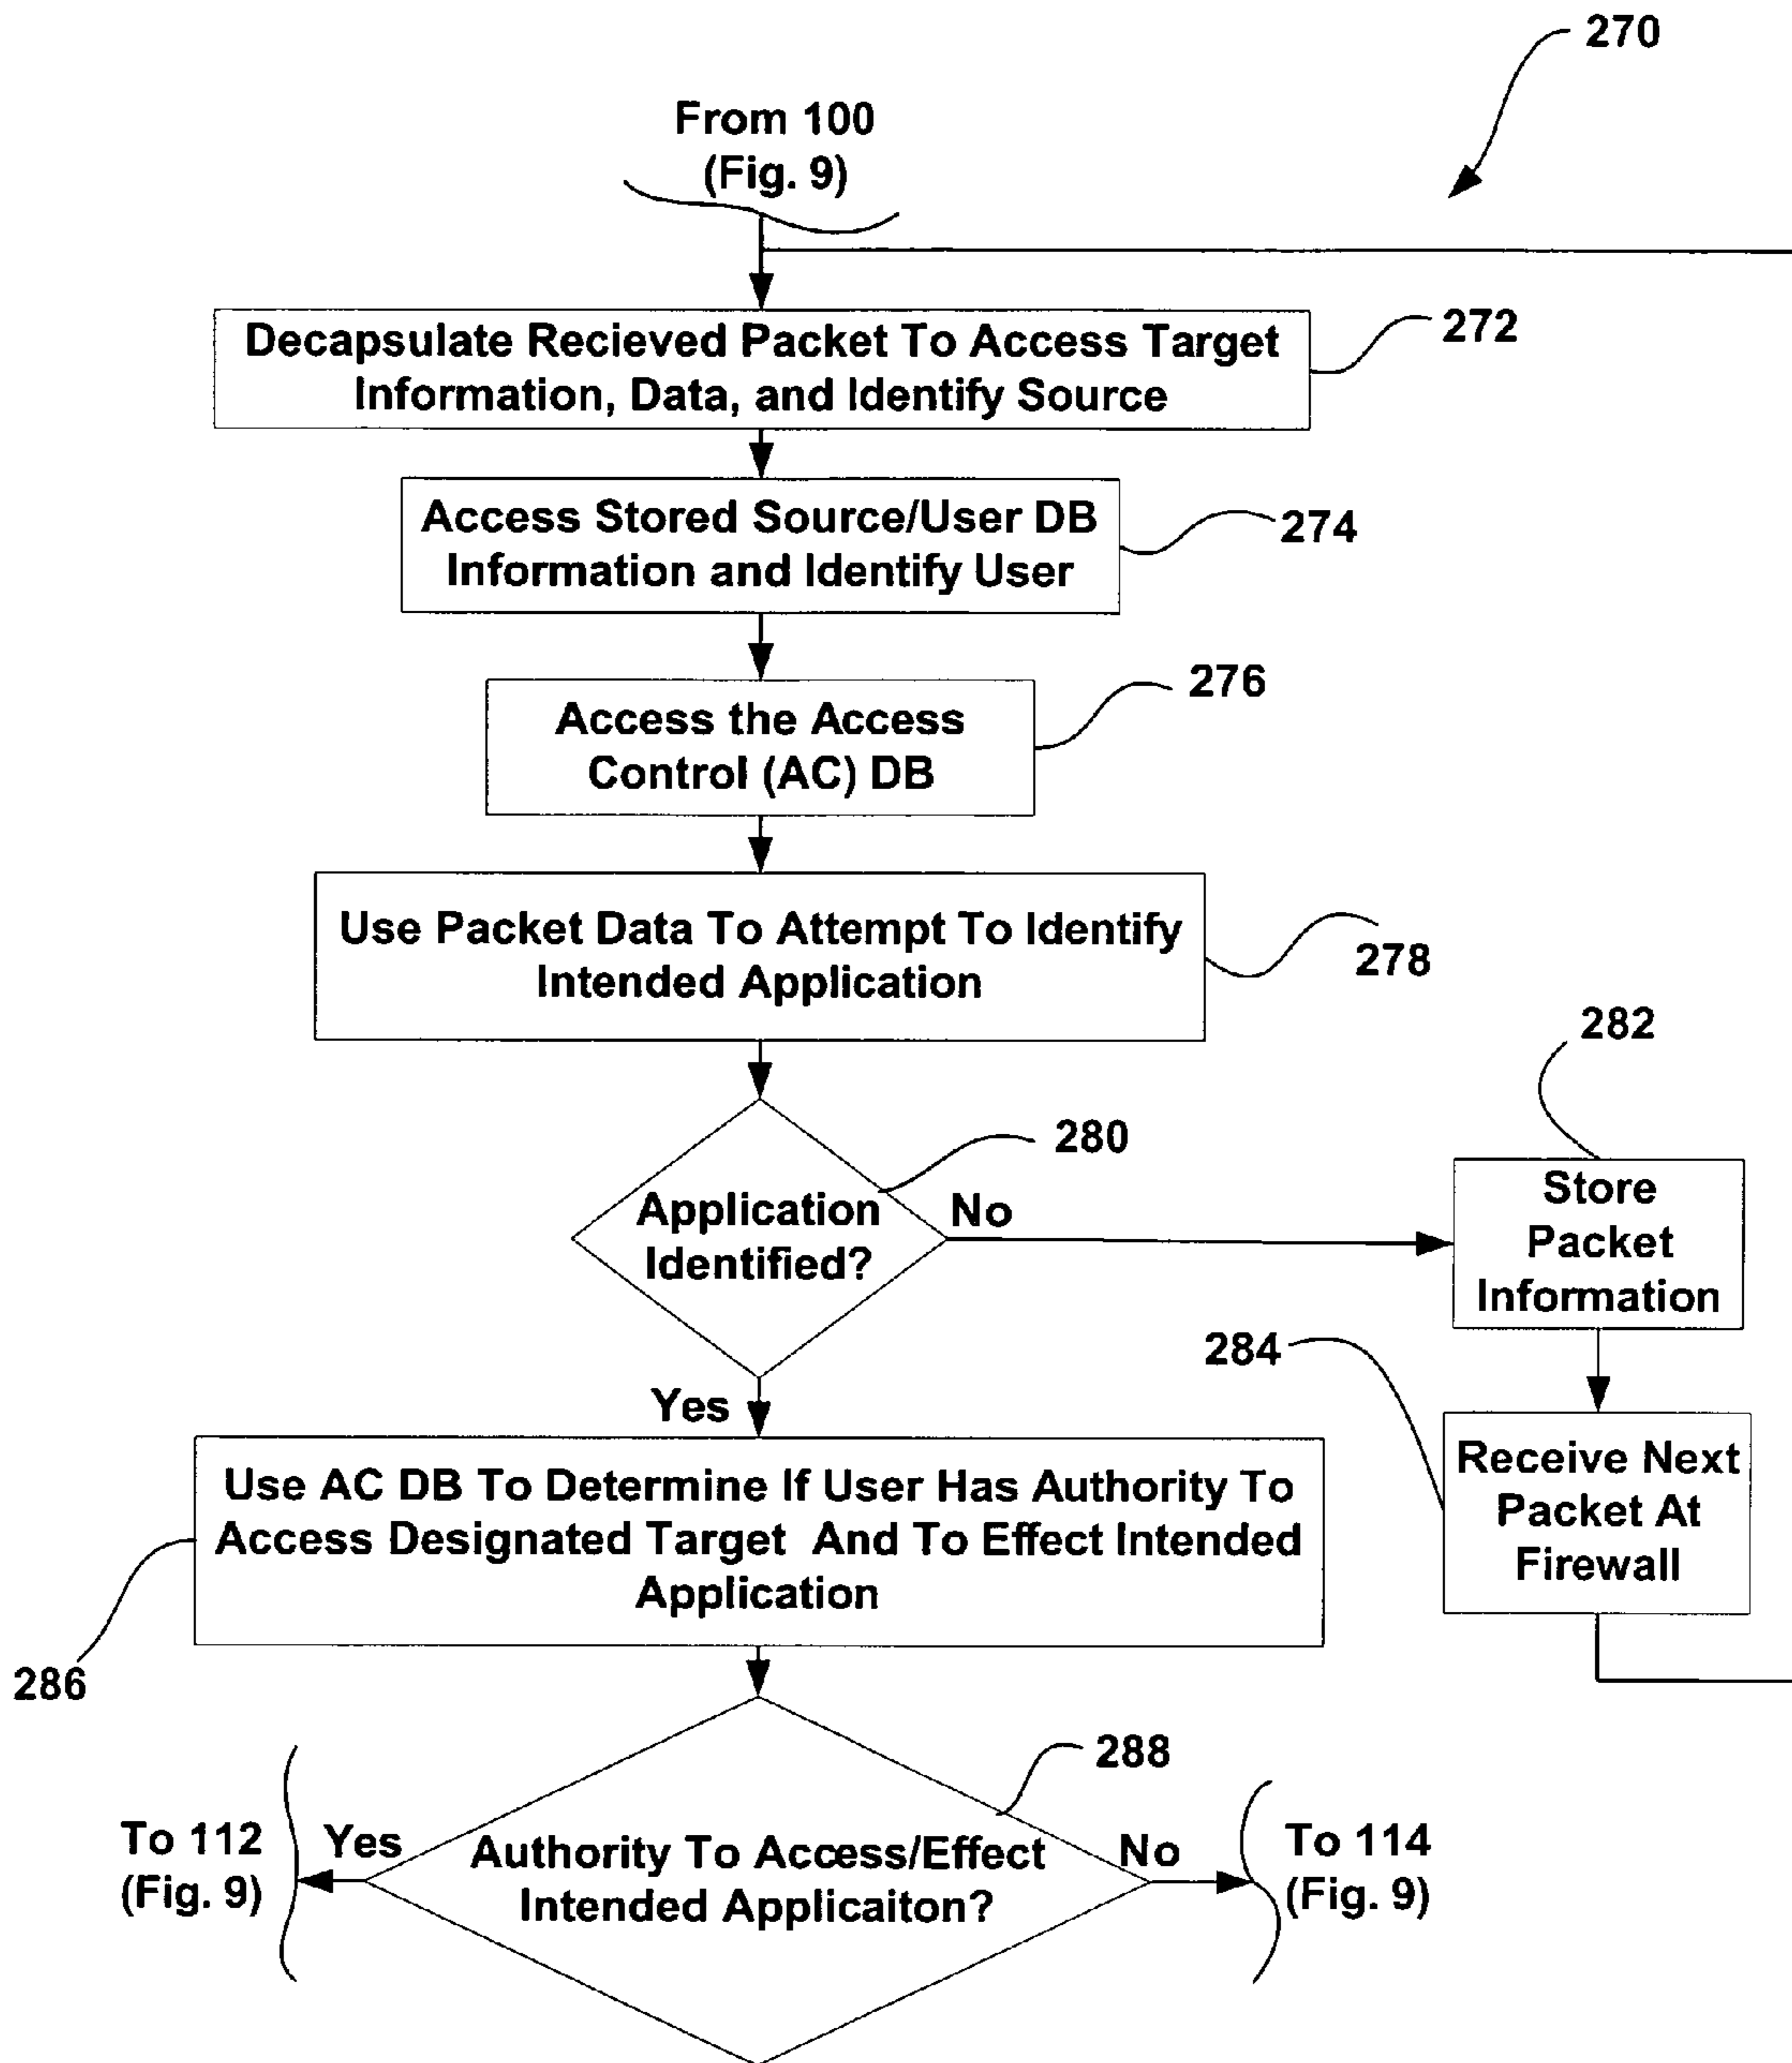 270
From 100
(Fig. 9)
Decapsulate Recieved Packet To Access Target
Information, Data, and Identify Source
272
Access Stored Source/User DB
Information and Identify User
274
Access the Access
Control (AC) DB
276
Use Packet Data To Attempt To Identify
Intended Application
278
Application
Identified?
280
No
282
Store
Packet
Information
284
Receive Next
Packet At
Firewall
Yes
Use AC DB To Determine If User Has Authority To
Access Designated Target And To Effect Intended
Application
286
288
To 112
(Fig. 9)
Yes
Authority To Access/Effect
Intended Applicaiton?
No
To 114
(Fig. 9)